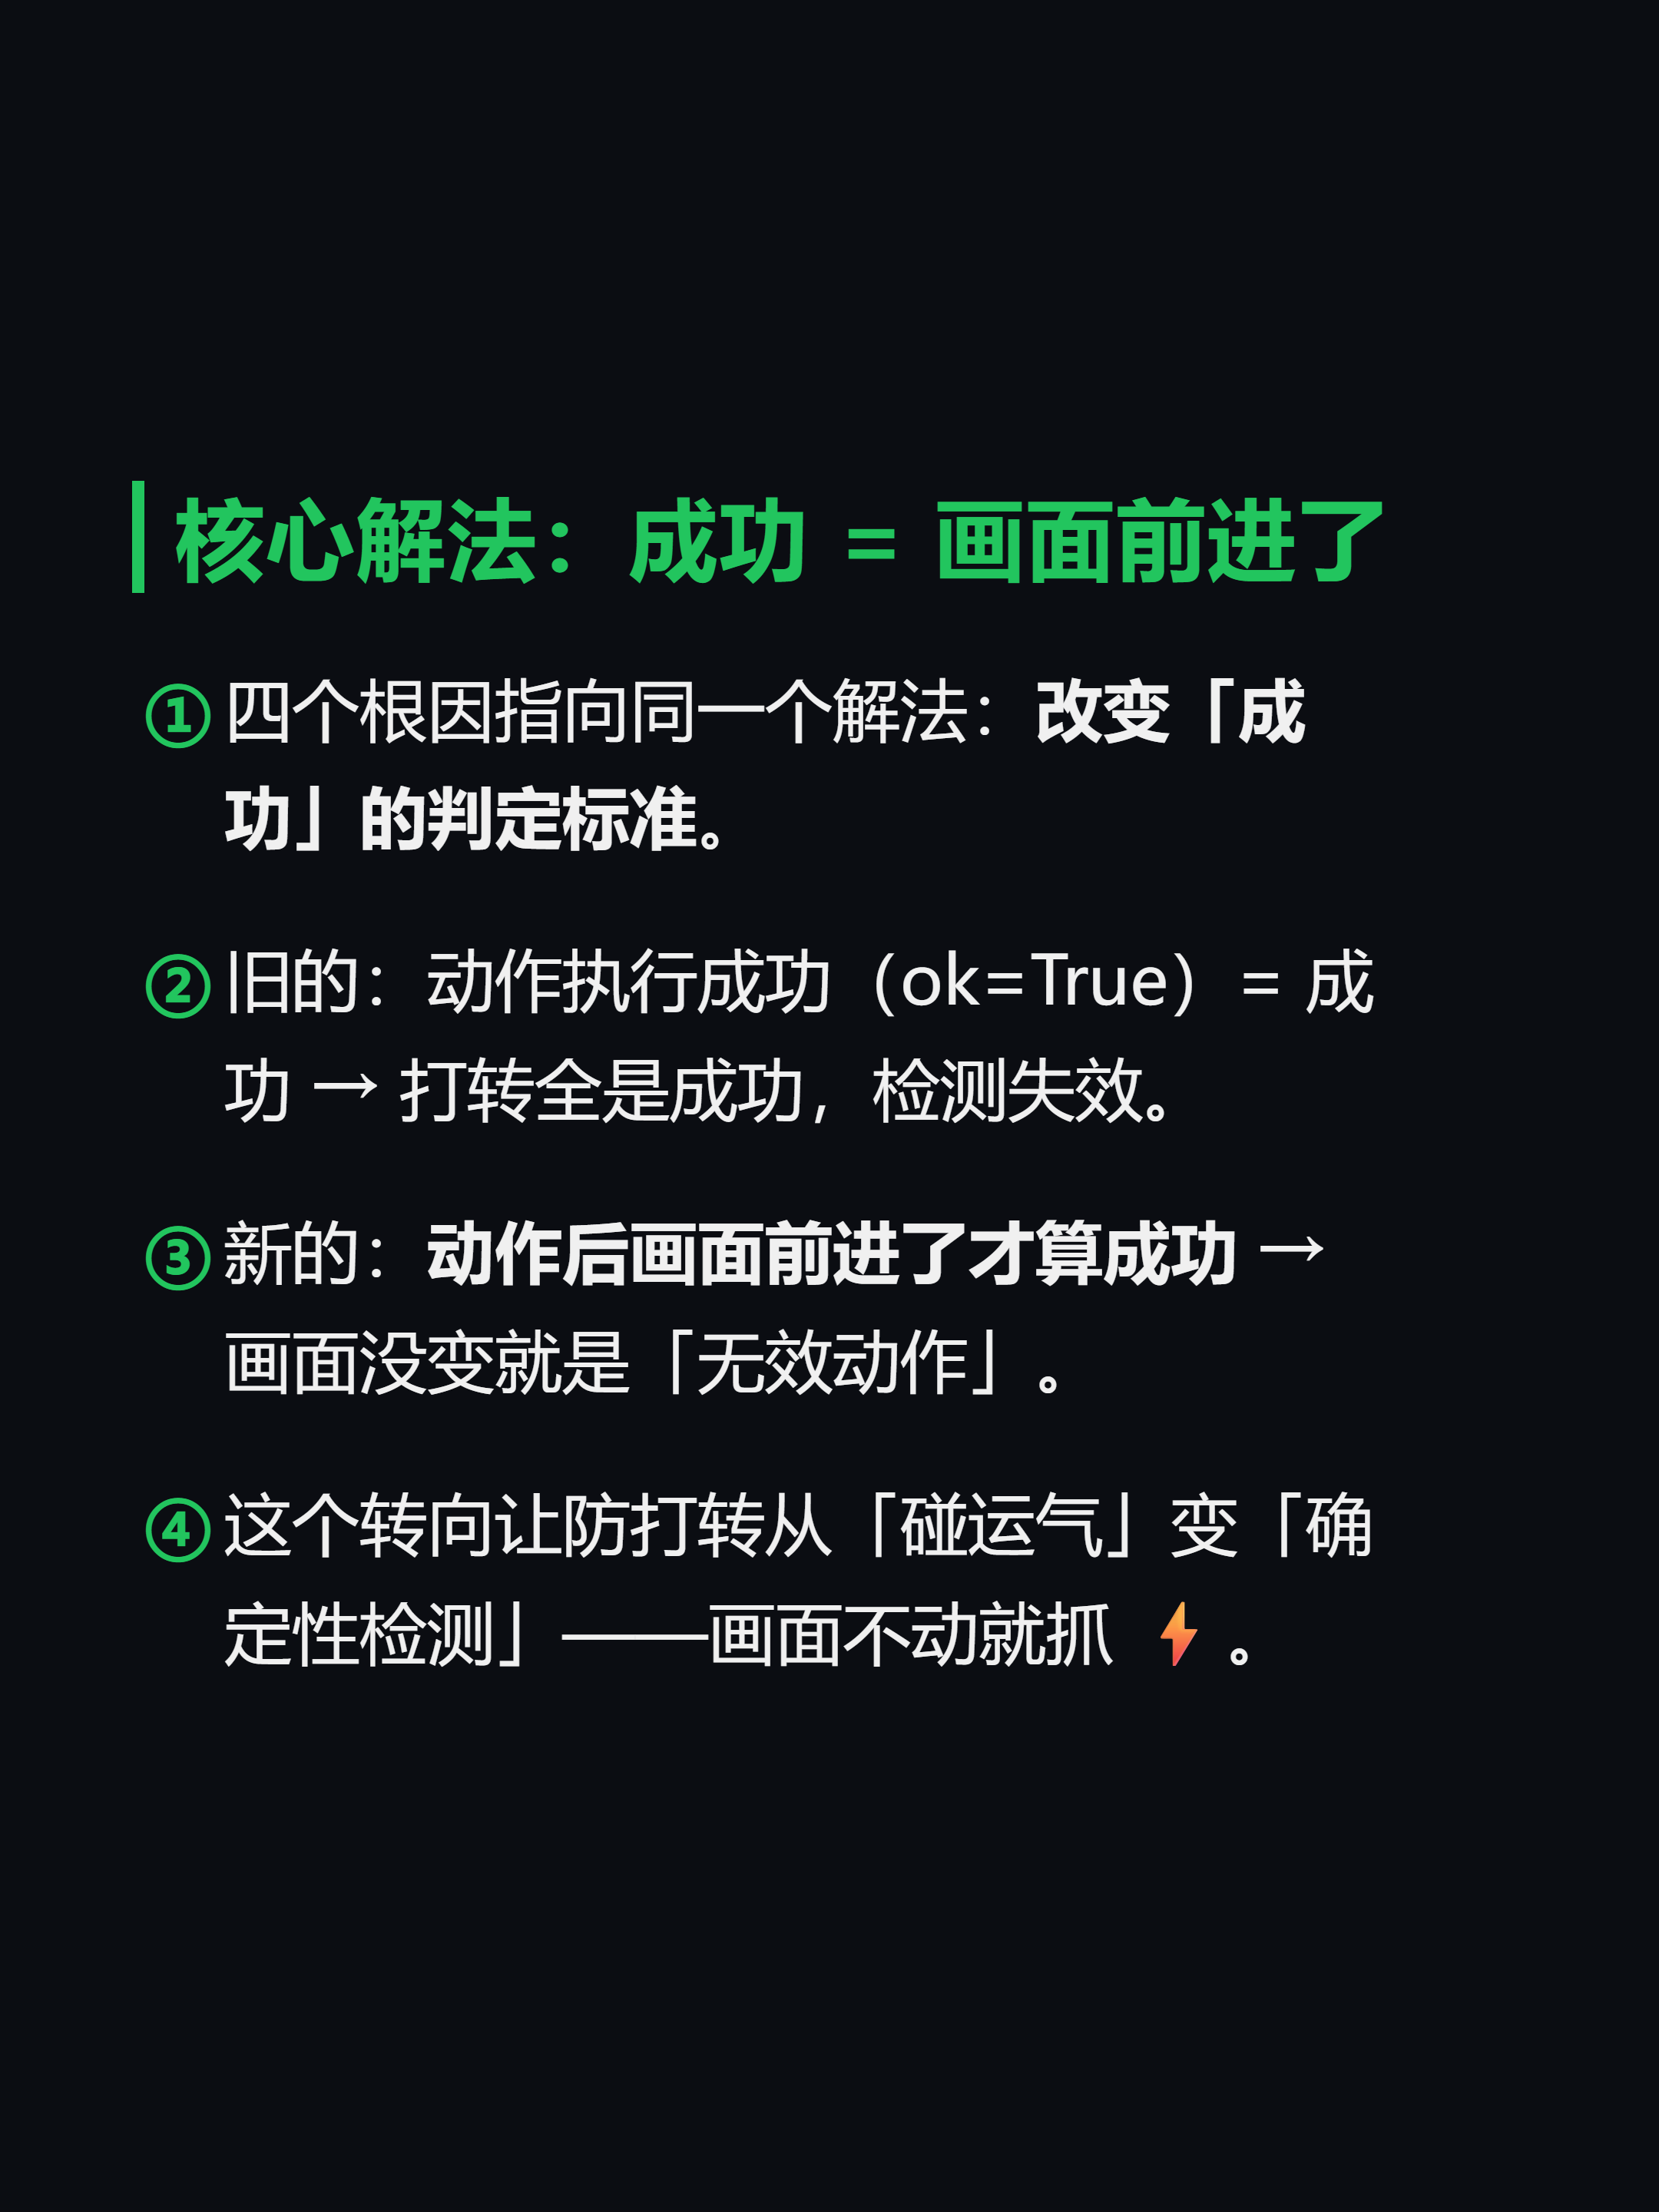 核心解法：成功 = 画面前进了
① 四个根因指向同一个解法：改变「成
功」的判定标准。
② 旧的：动作执行成功（ok=True）= 成
功 → 打转全是成功，检测失效。
③ 新的：动作后画面前进了才算成功 →
画面没变就是「无效动作」。
④ 这个转向让防打转从「碰运气」变「确
定性检测」——画面不动就抓 ⚡。